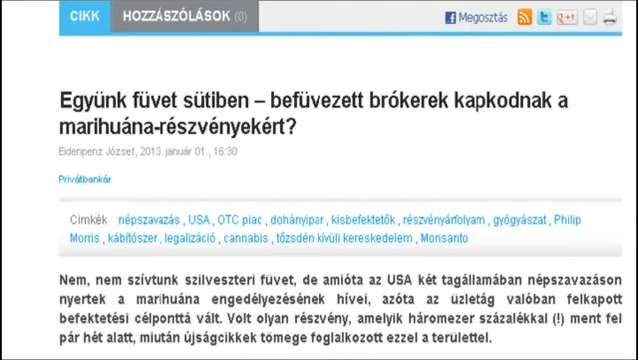 CIKK HOZZÁSZÓLÁSOK (0) Megosztás
Együnk füvet sütiben – befüvezett brókerek kapkodnak a
marihuána-részvényekért?
Eidenpenz József, 2013. január 01., 16:30
Privátbankár
Cimkék népszavazás , USA , OTC piac , dohányipar , kisbefektetők , részvényárfolyam , gyógyászat , Philip
Morris , kábítószer , legalizáció , cannabis , tőzsdén kívüli kereskedelem , Monsanto
Nem, nem szívtunk szilveszteri füvet, de amióta az USA két tagállamában népszavazáson
nyertek a marihuána engedélyezésének hívei, azóta az üzletág valóban felkapott
befektetési célponttá vált. Volt olyan részvény, amelyik háromezer százalékkal (!) ment fel
pár hét alatt, miután újságcikkek tömege foglalkozott ezzel a területtel.